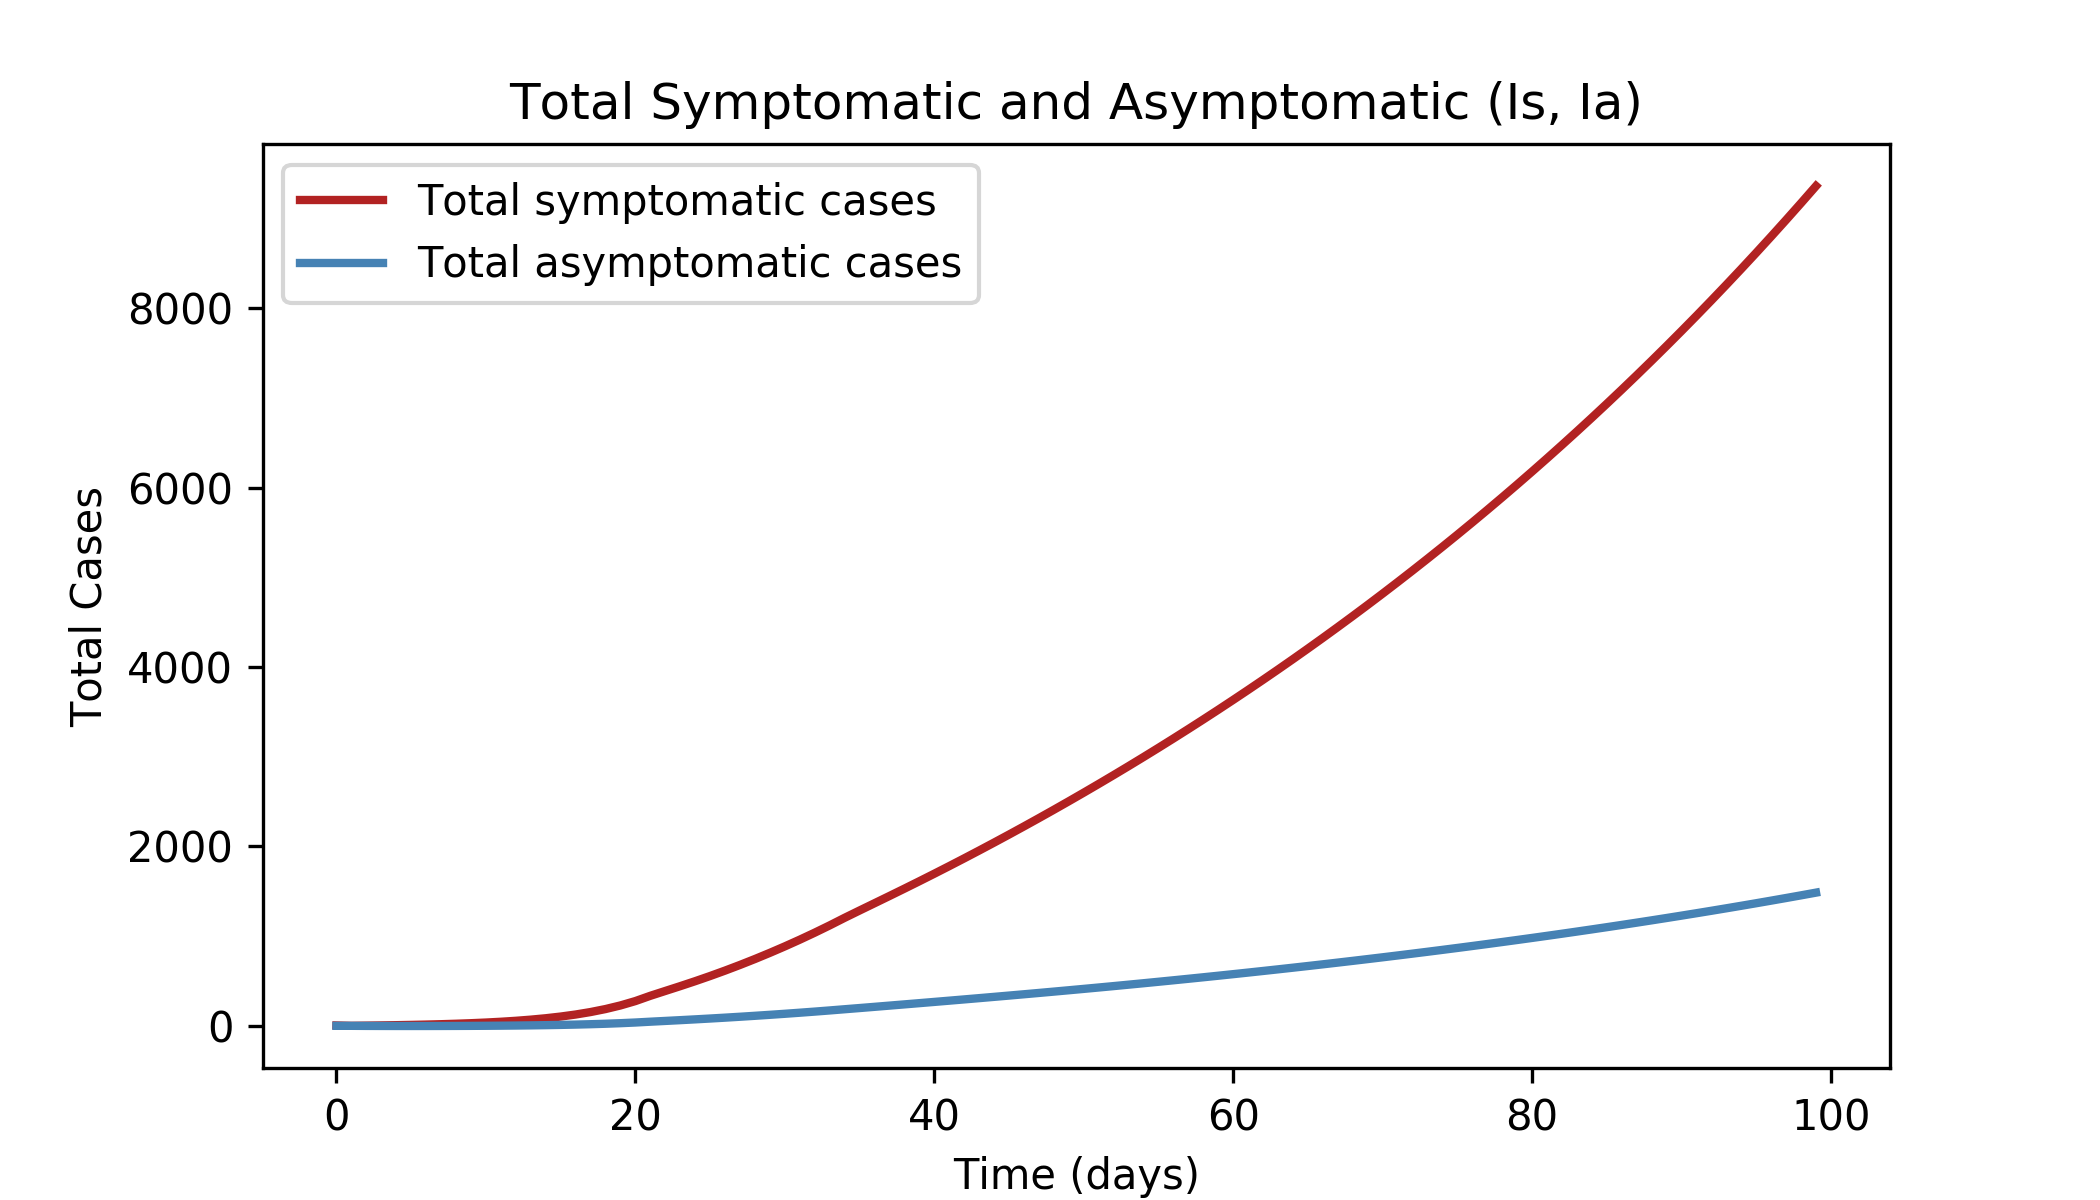 Total Symptomatic and Asymptomatic (Is, Ia)
Total symptomatic cases
Total asymptomatic cases
Total Cases
8000
6000
4000
2000
0
0 20 40 60 80 100
Time (days)